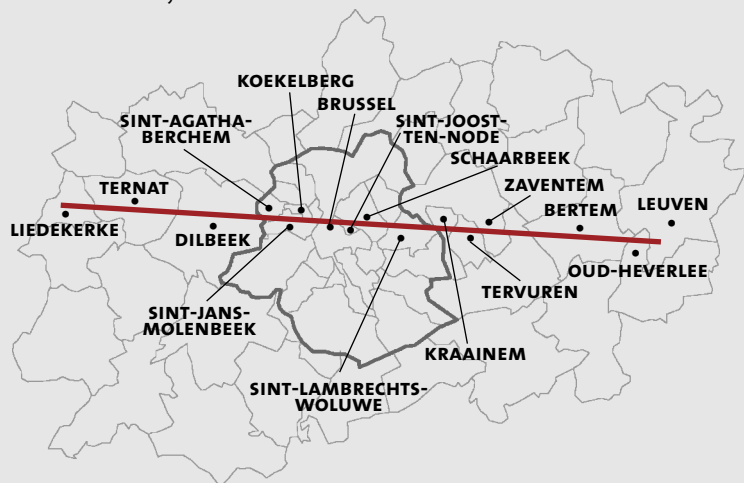 KOEKELBERG
BRUSSEL
SINT-AGATHA-
BERCHEM
SINT-JOOST-
TEN-NODE
SCHAARBEEK
ZAVENTEM
TERNAT
BERTEM
LEUVEN
LIEDEKERKE
DILBEEK
OUD-HEVERLEE
TERVUREN
SINT-JANS-
MOLENBEEK
KRAAINEM
SINT-LAMBRECHTS-
WOLUWE